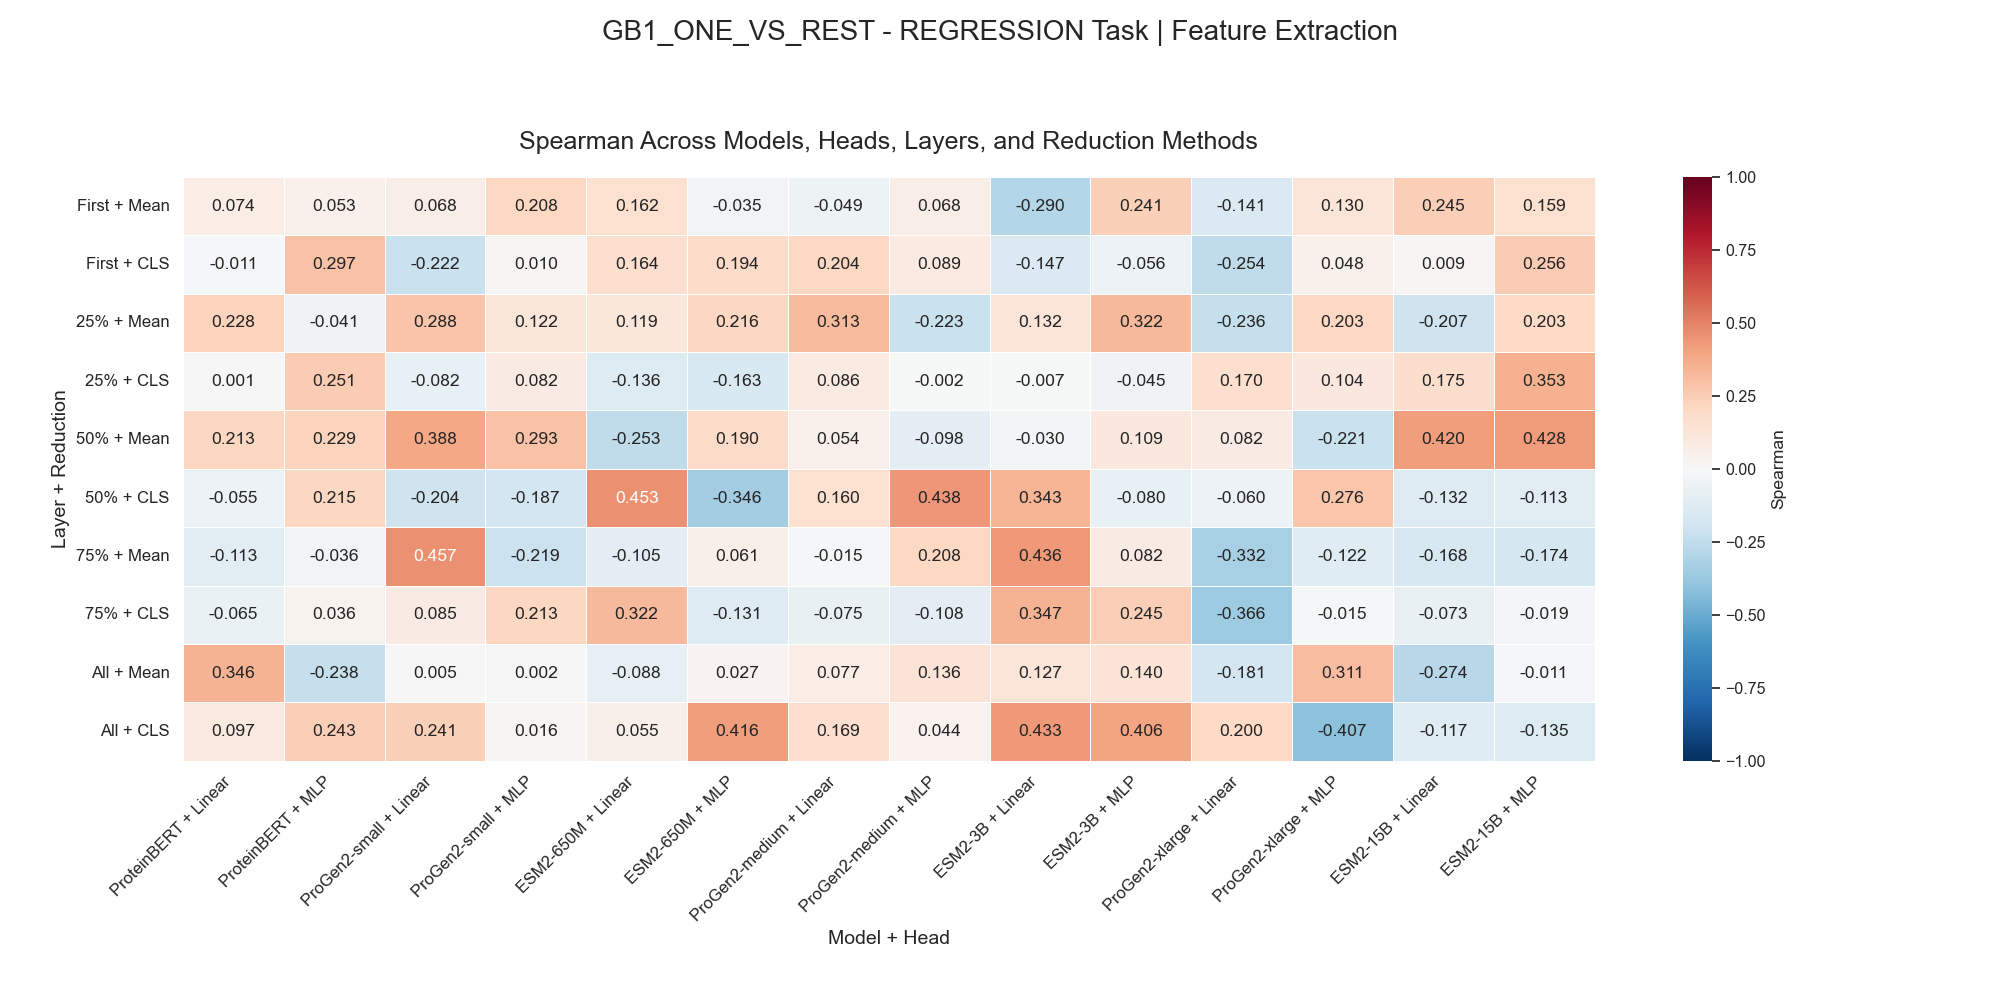 GB1_ONE_VS_REST - REGRESSION Task | Feature Extraction
Spearman Across Models, Heads, Layers, and Reduction Methods
Layer + Reduction
First + Mean 0.074 0.053 0.068 0.208 0.162 -0.035 -0.049 0.068 -0.290 0.241 -0.141 0.130 0.245 0.159
First + CLS -0.011 0.297 -0.222 0.010 0.164 0.194 0.204 0.089 -0.147 -0.056 -0.254 0.048 0.009 0.256
25% + Mean 0.228 -0.041 0.288 0.122 0.119 0.216 0.313 -0.223 0.132 0.322 -0.236 0.203 -0.207 0.203
25% + CLS 0.001 0.251 -0.082 0.082 -0.136 -0.163 0.086 -0.002 -0.007 -0.045 0.170 0.104 0.175 0.353
50% + Mean 0.213 0.229 0.388 0.293 -0.253 0.190 0.054 -0.098 -0.030 0.109 0.082 -0.221 0.420 0.428
50% + CLS -0.055 0.215 -0.204 -0.187 0.453 -0.346 0.160 0.438 0.343 -0.080 -0.060 0.276 -0.132 -0.113
75% + Mean -0.113 -0.036 0.457 -0.219 -0.105 0.061 -0.015 0.208 0.436 0.082 -0.332 -0.122 -0.168 -0.174
75% + CLS -0.065 0.036 0.085 0.213 0.322 -0.131 -0.075 -0.108 0.347 0.245 -0.366 -0.015 -0.073 -0.019
All + Mean 0.346 -0.238 0.005 0.002 -0.088 0.027 0.077 0.136 0.127 0.140 -0.181 0.311 -0.274 -0.011
All + CLS 0.097 0.243 0.241 0.016 0.055 0.416 0.169 0.044 0.433 0.406 0.200 -0.407 -0.117 -0.135
ProteinBERT + Linear
ProteinBERT + MLP
ProGen2-small + Linear
ProGen2-small + MLP
ESM2-650M + Linear
ESM2-650M + MLP
ProGen2-medium + Linear
ProGen2-medium + MLP
ESM2-3B + Linear
ESM2-3B + MLP
ProGen2-xlarge + Linear
ProGen2-xlarge + MLP
ESM2-15B + Linear
ESM2-15B + MLP
Model + Head
1.00
0.75
0.50
0.25
0.00
−0.25
−0.50
−0.75
−1.00
Spearman